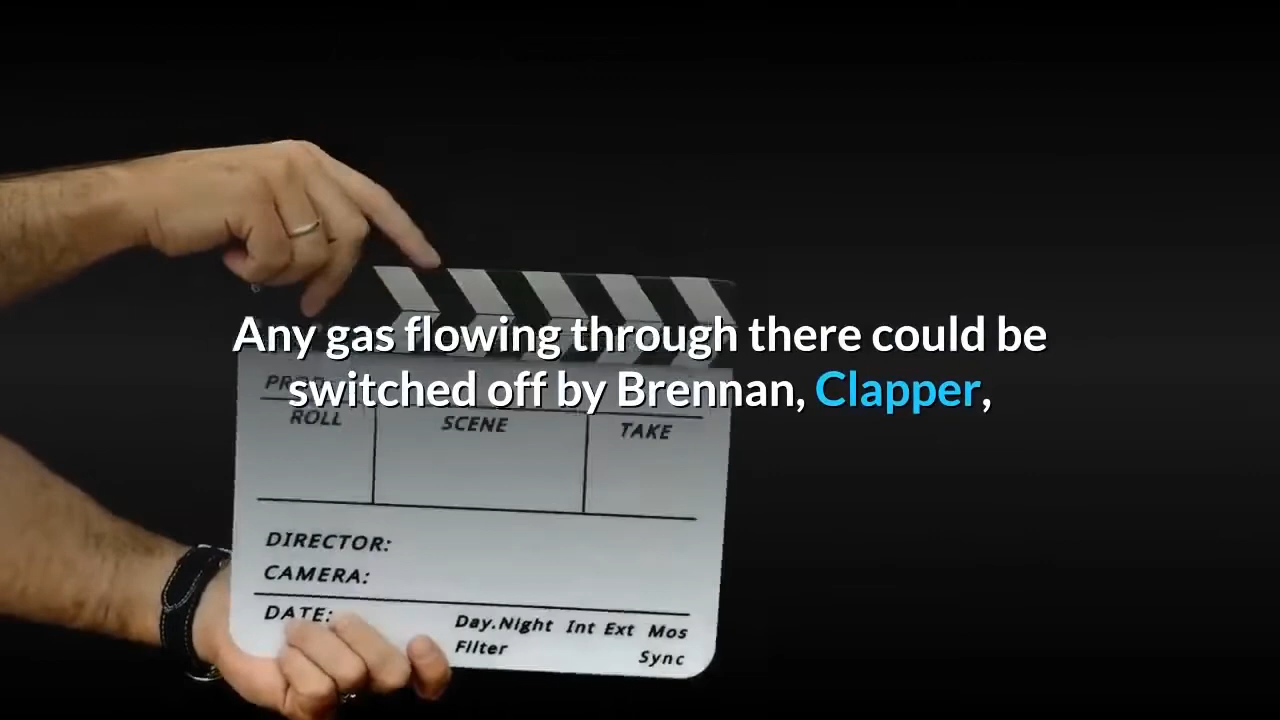 Any gas flowing through there could be
switched off by Brennan, Clapper,
ROLL
SCENE
TAKE
DIRECTOR:
CAMERA:
DATE:
Day.Night Int Ext Mos
Filter
Sync